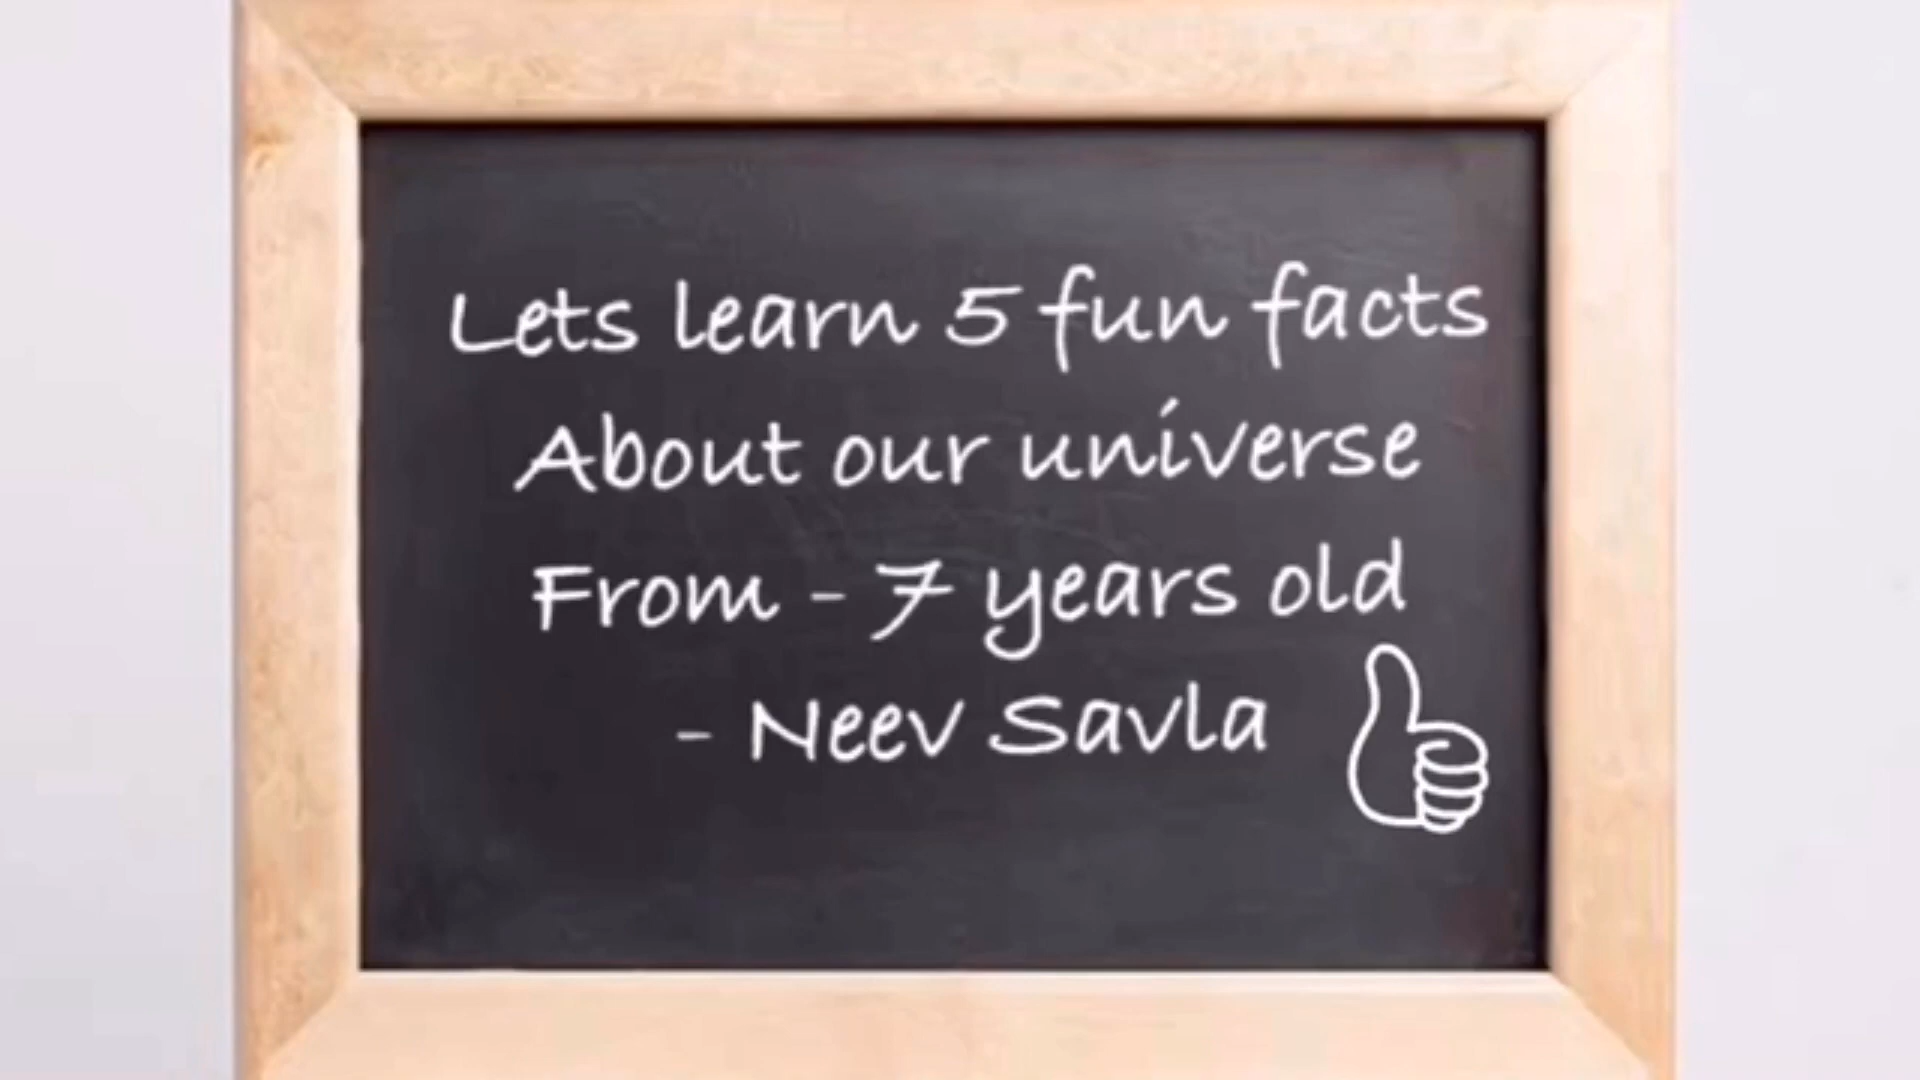 Lets learn 5 fun facts
About our universe
From - 7 years old
- Neev Savla